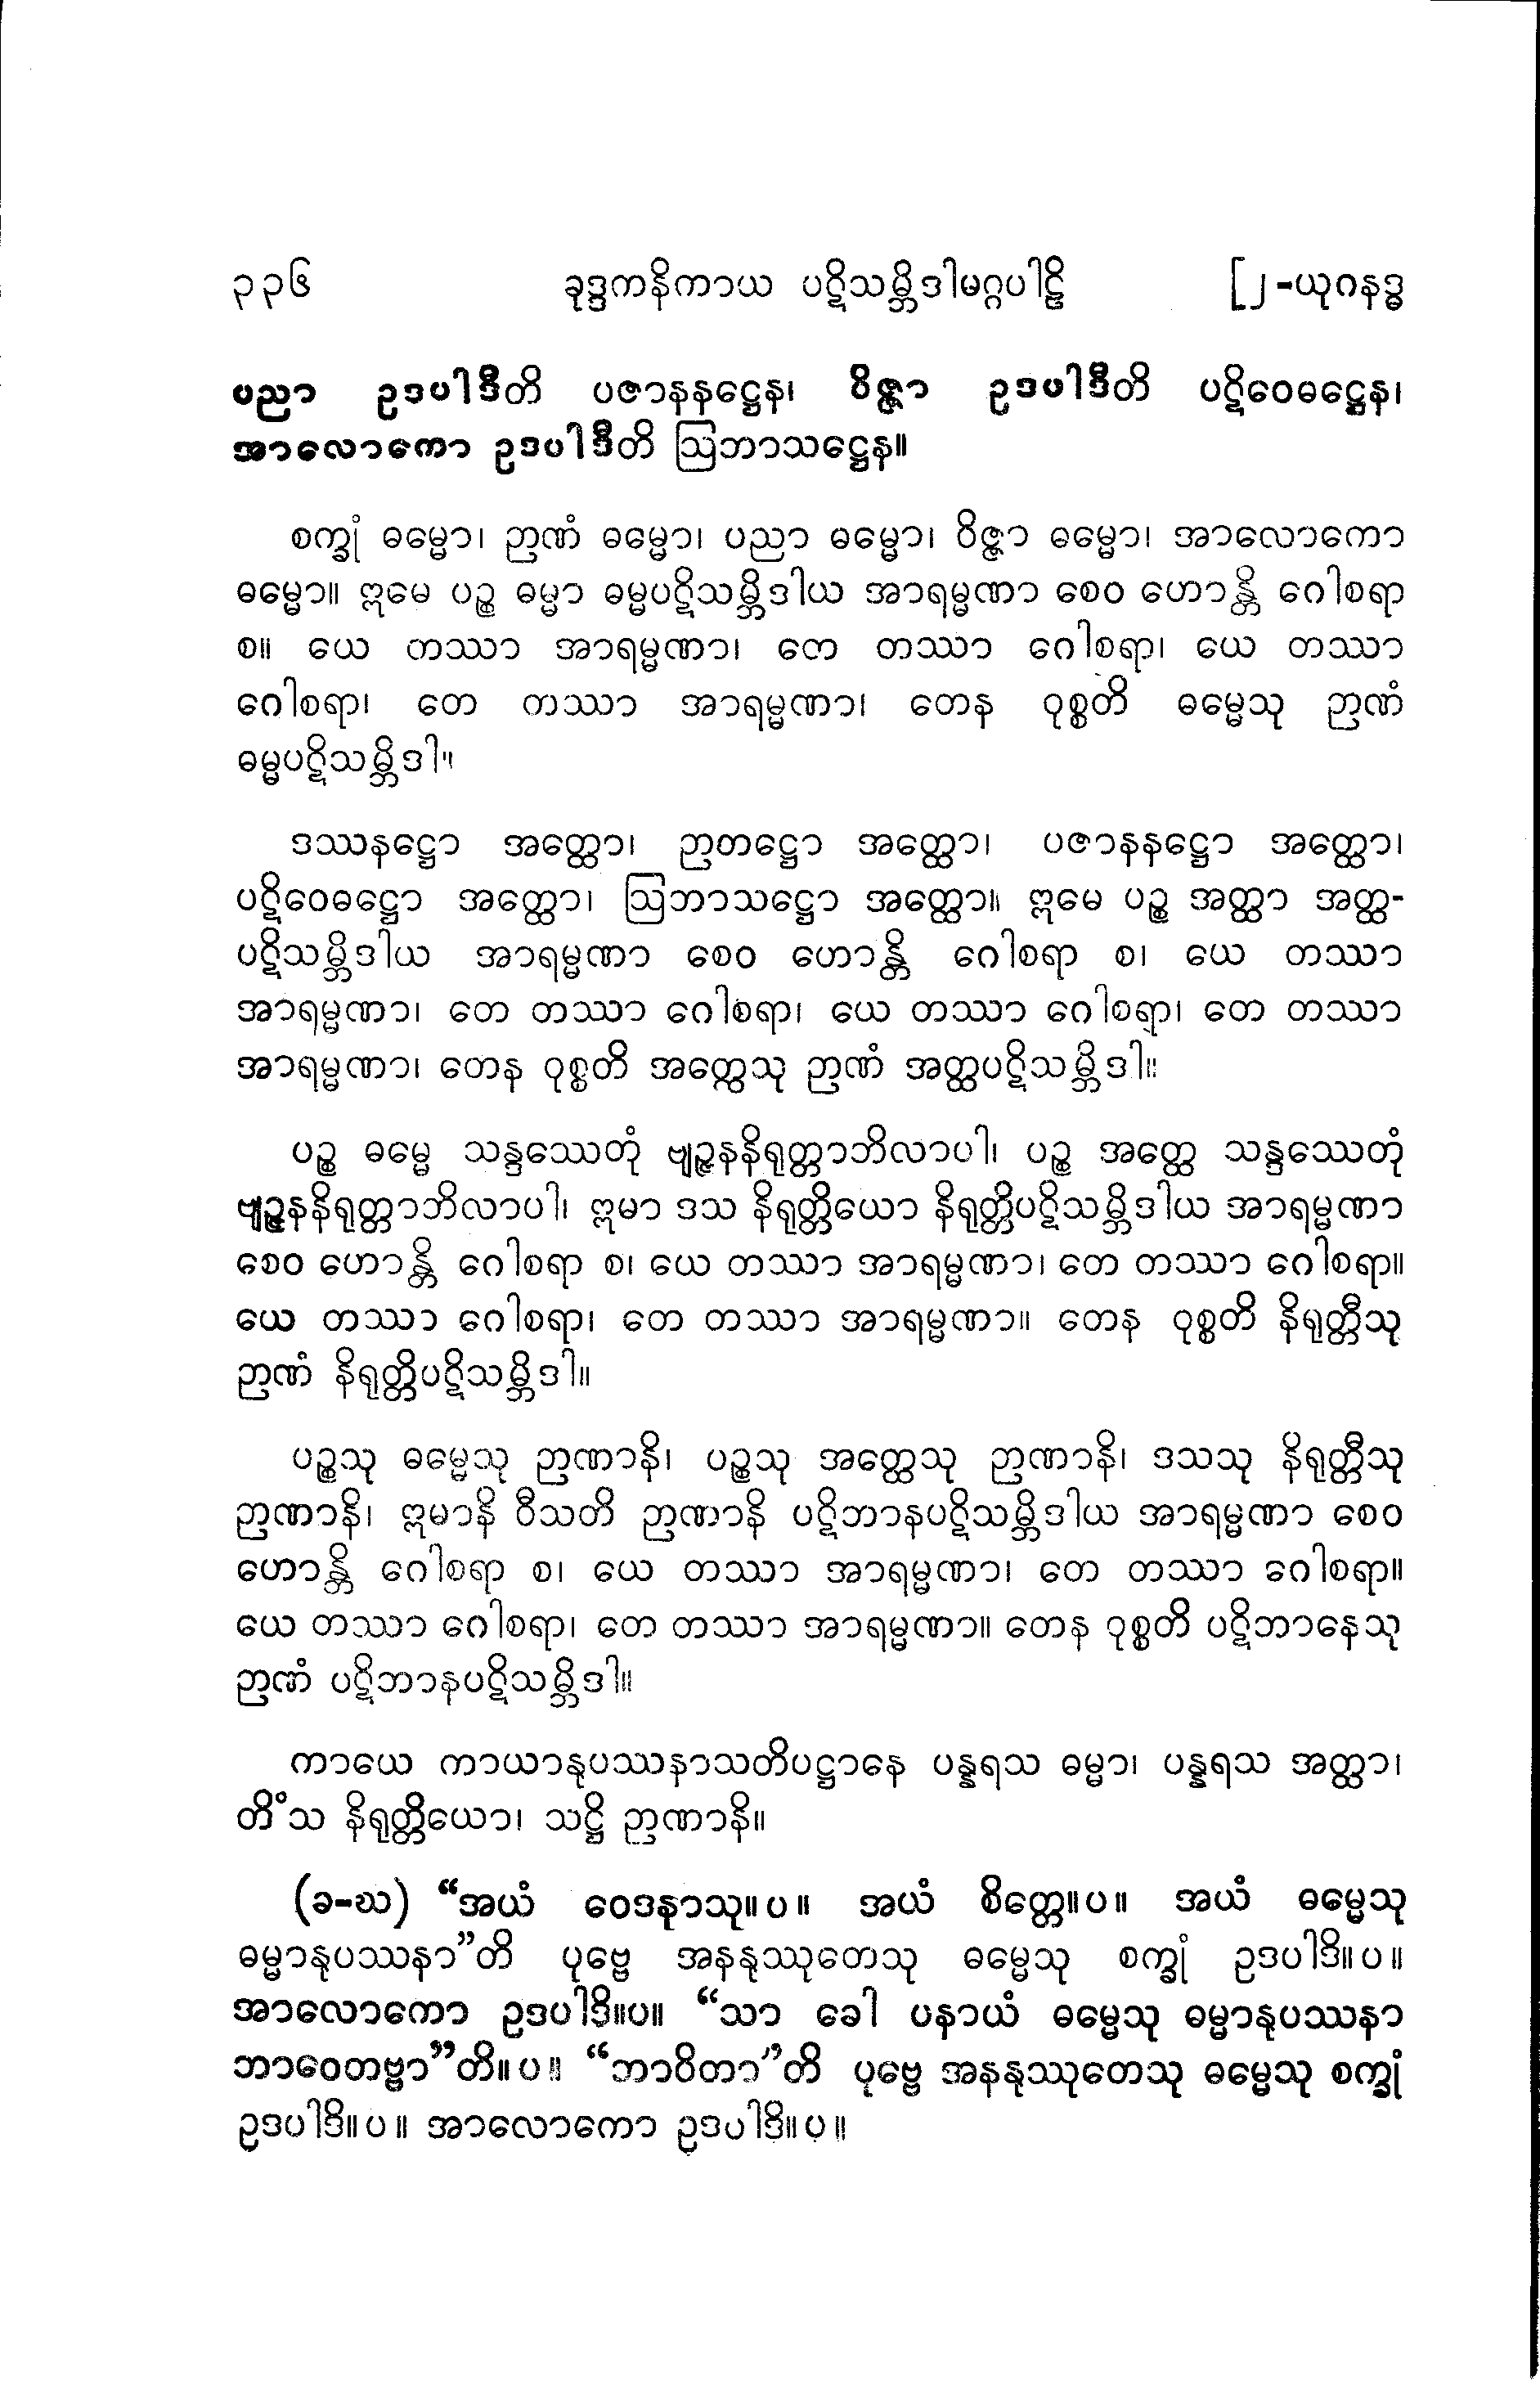 ၃၃၆ ခုဒ္ဒကနိကာယ ပဋိသမ္ဘိဒါမဂ္ဂပါဠိ [၂-ယုဂနဒ္ဓ
ပညာ ဥဒပါဒီတိ ပဇာနနဋ္ဌေန၊ ဝိဇ္ဇာ ဥဒပါဒီတိ ပဋိဝေဓဋ္ဌေန၊
အာလောကော ဥဒပါဒီတိ ဩဘာသဋ္ဌေန။
စက္ခုံ ဓမ္မော၊ ဉာဏံ ဓမ္မော၊ ပညာ ဓမ္မော၊ ဝိဇ္ဇာ ဓမ္မော၊ အာလောကော
ဓမ္မော။ ဣမေ ပဉ္စ ဓမ္မာ ဓမ္မပဋိသမ္ဘိဒါယ အာရမ္မဏာ စေဝ ဟောန္တိ ဂေါစရာ
စ။ ယေ တဿာ အာရမ္မဏာ၊ တေ တဿာ ဂေါစရာ၊ ယေ တဿာ
ဂေါစရာ၊ တေ တဿာ အာရမ္မဏာ၊ တေန ဝုစ္စတိ ဓမ္မေသု ဉာဏံ
ဓမ္မပဋိသမ္ဘိဒါ။
ဒဿနဋ္ဌော အတ္ထော၊ ဉာတဋ္ဌော အတ္ထော၊ ပဇာနနဋ္ဌော အတ္ထော၊
ပဋိဝေဓဋ္ဌော အတ္ထော၊ ဩဘာသဋ္ဌော အတ္ထော။ ဣမေ ပဉ္စ အတ္ထာ အတ္ထ-
ပဋိသမ္ဘိဒါယ အာရမ္မဏာ စေဝ ဟောန္တိ ဂေါစရာ စ၊ ယေ တဿာ
အာရမ္မဏာ၊ တေ တဿာ ဂေါစရာ၊ ယေ တဿာ ဂေါစရာ၊ တေ တဿာ
အာရမ္မဏာ၊ တေန ဝုစ္စတိ အတ္ထေသု ဉာဏံ အတ္ထပဋိသမ္ဘိဒါ။
ပဉ္စ ဓမ္မေ သန္ဒဿေတုံ ဗျဉ္ဇနနိရုတ္တာဘိလာပါ၊ ပဉ္စ အတ္ထေ သန္ဒဿေတုံ
ဗျဉ္ဇနနိရုတ္တာဘိလာပါ၊ ဣမာ ဒသ နိရုတ္တိယော နိရုတ္တိပဋိသမ္ဘိဒါယ အာရမ္မဏာ
စေဝ ဟောန္တိ ဂေါစရာ စ၊ ယေ တဿာ အာရမ္မဏာ၊ တေ တဿာ ဂေါစရာ။
ယေ တဿာ ဂေါစရာ၊ တေ တဿာ အာရမ္မဏာ။ တေန ဝုစ္စတိ နိရုတ္တီသု
ဉာဏံ နိရုတ္တိပဋိသမ္ဘိဒါ။
ပဉ္စသု ဓမ္မေသု ဉာဏာနိ၊ ပဉ္စသု အတ္ထေသု ဉာဏာနိ၊ ဒသသု နိရုတ္တီသု
ဉာဏာနိ၊ ဣမာနိ ဝီသတိ ဉာဏာနိ ပဋိဘာနပဋိသမ္ဘိဒါယ အာရမ္မဏာ စေဝ
ဟောန္တိ ဂေါစရာ စ၊ ယေ တဿာ အာရမ္မဏာ၊ တေ တဿာ ဂေါစရာ။
ယေ တဿာ ဂေါစရာ၊ တေ တဿာ အာရမ္မဏာ။ တေန ဝုစ္စတိ ပဋိဘာနေသု
ဉာဏံ ပဋိဘာနပဋိသမ္ဘိဒါ။
ကာယေ ကာယာနုပဿနာသတိပဋ္ဌာနေ ပန္နရသ ဓမ္မာ၊ ပန္နရသ အတ္ထာ၊
တိံသ နိရုတ္တိယော၊ သဋ္ဌိ ဉာဏာနိ။
(ခ-ဃ) “အယံ ဝေဒနာသု။ပ။ အယံ စိတ္တေ။ပ။ အယံ ဓမ္မေသု
ဓမ္မာနုပဿနာ”တိ ပုဗ္ဗေ အနနုဿုတေသု ဓမ္မေသု စက္ခုံ ဥဒပါဒိ။ပ။
အာလောကော ဥဒပါဒိ။ပ။ “သာ ခေါ ပနာယံ ဓမ္မေသု ဓမ္မာနုပဿနာ
ဘာဝေတဗ္ဗာ”တိ။ပ။ “ဘာဝိတာ”တိ ပုဗ္ဗေ အနနုဿုတေသု ဓမ္မေသု စက္ခုံ
ဥဒပါဒိ။ပ။ အာလောကော ဥဒပါဒိ။ပ။